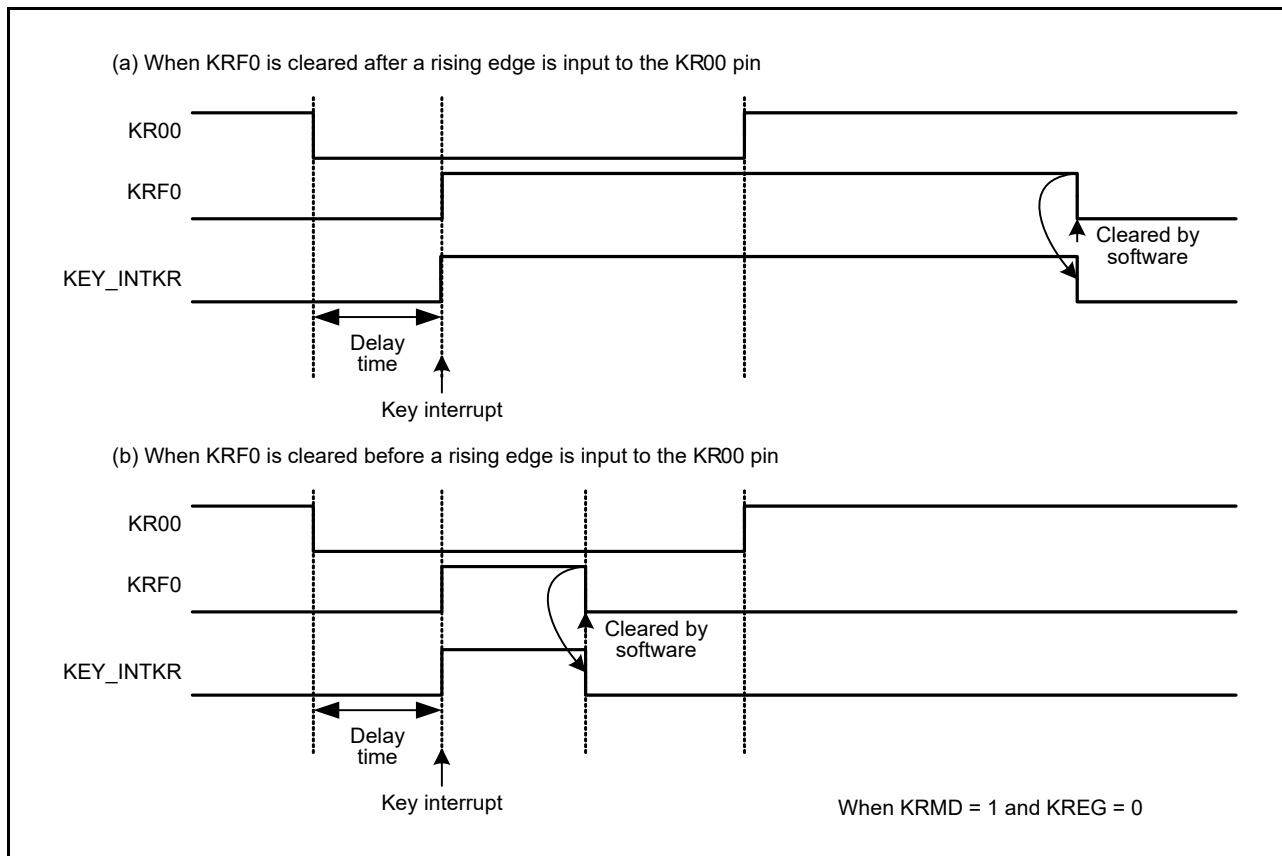 (a) When KRF0 is cleared after a rising edge is input to the KR00 pin
KR00
KRF0
Cleared by
software
KEY_INTKR
Delay
time
Key interrupt
(b) When KRF0 is cleared before a rising edge is input to the KR00 pin
KR00
KRF0
Cleared by
software
KEY_INTKR
Delay
time
Key interrupt
When KRMD = 1 and KREG = 0